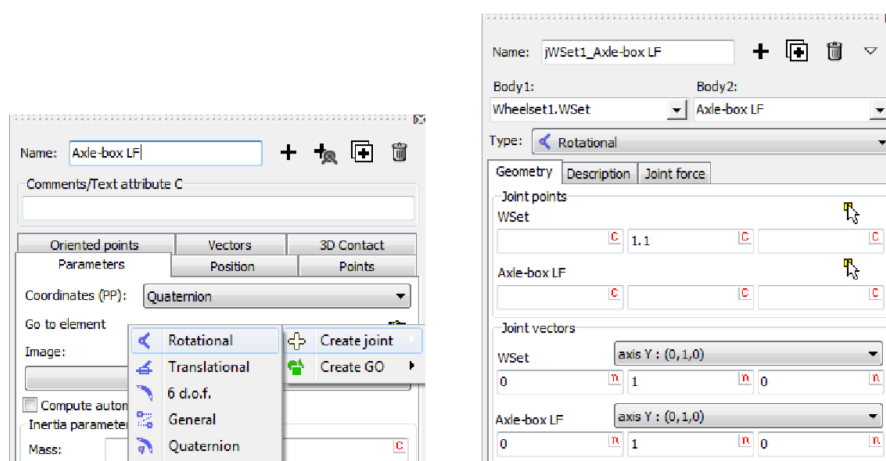 Name: Axle-box LF
Comments/Text attribute C
Oriented points Vectors 3D Contact
Parameters Position Points
Coordinates (PP): Quaternion
Go to element
Image:
Rotational
Translational
6 d.o.f.
General
Quaternion
Create joint
Create GO
Compute autom
Inertia parameter
Mass: C
Name: jWSet1_Axle-box LF
Body1: Body2:
Wheelset1.WSet Axle-box LF
Type: Rotational
Geometry Description Joint force
Joint points
WSet
C 1.1 C C
Axle-box LF
C C C
Joint vectors
WSet axis Y : (0,1,0)
0 n 1 n 0 n
Axle-box LF axis Y : (0,1,0)
0 n 1 n 0 n